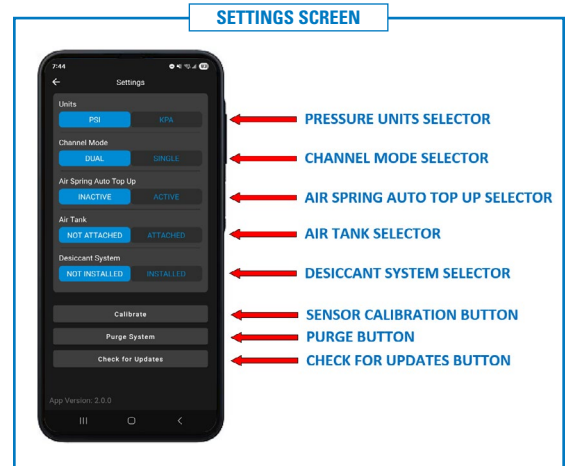 SETTINGS SCREEN
7:44
Settings
Units
PSI KPA
PRESSURE UNITS SELECTOR
Channel Mode
DUAL SINGLE
CHANNEL MODE SELECTOR
Air Spring Auto Top Up
INACTIVE ACTIVE
AIR SPRING AUTO TOP UP SELECTOR
Air Tank
NOT ATTACHED ATTACHED
AIR TANK SELECTOR
Desiccant System
NOT INSTALLED INSTALLED
DESICCANT SYSTEM SELECTOR
Calibrate
SENSOR CALIBRATION BUTTON
Purge System
PURGE BUTTON
Check for Updates
CHECK FOR UPDATES BUTTON
App Version: 2.0.0